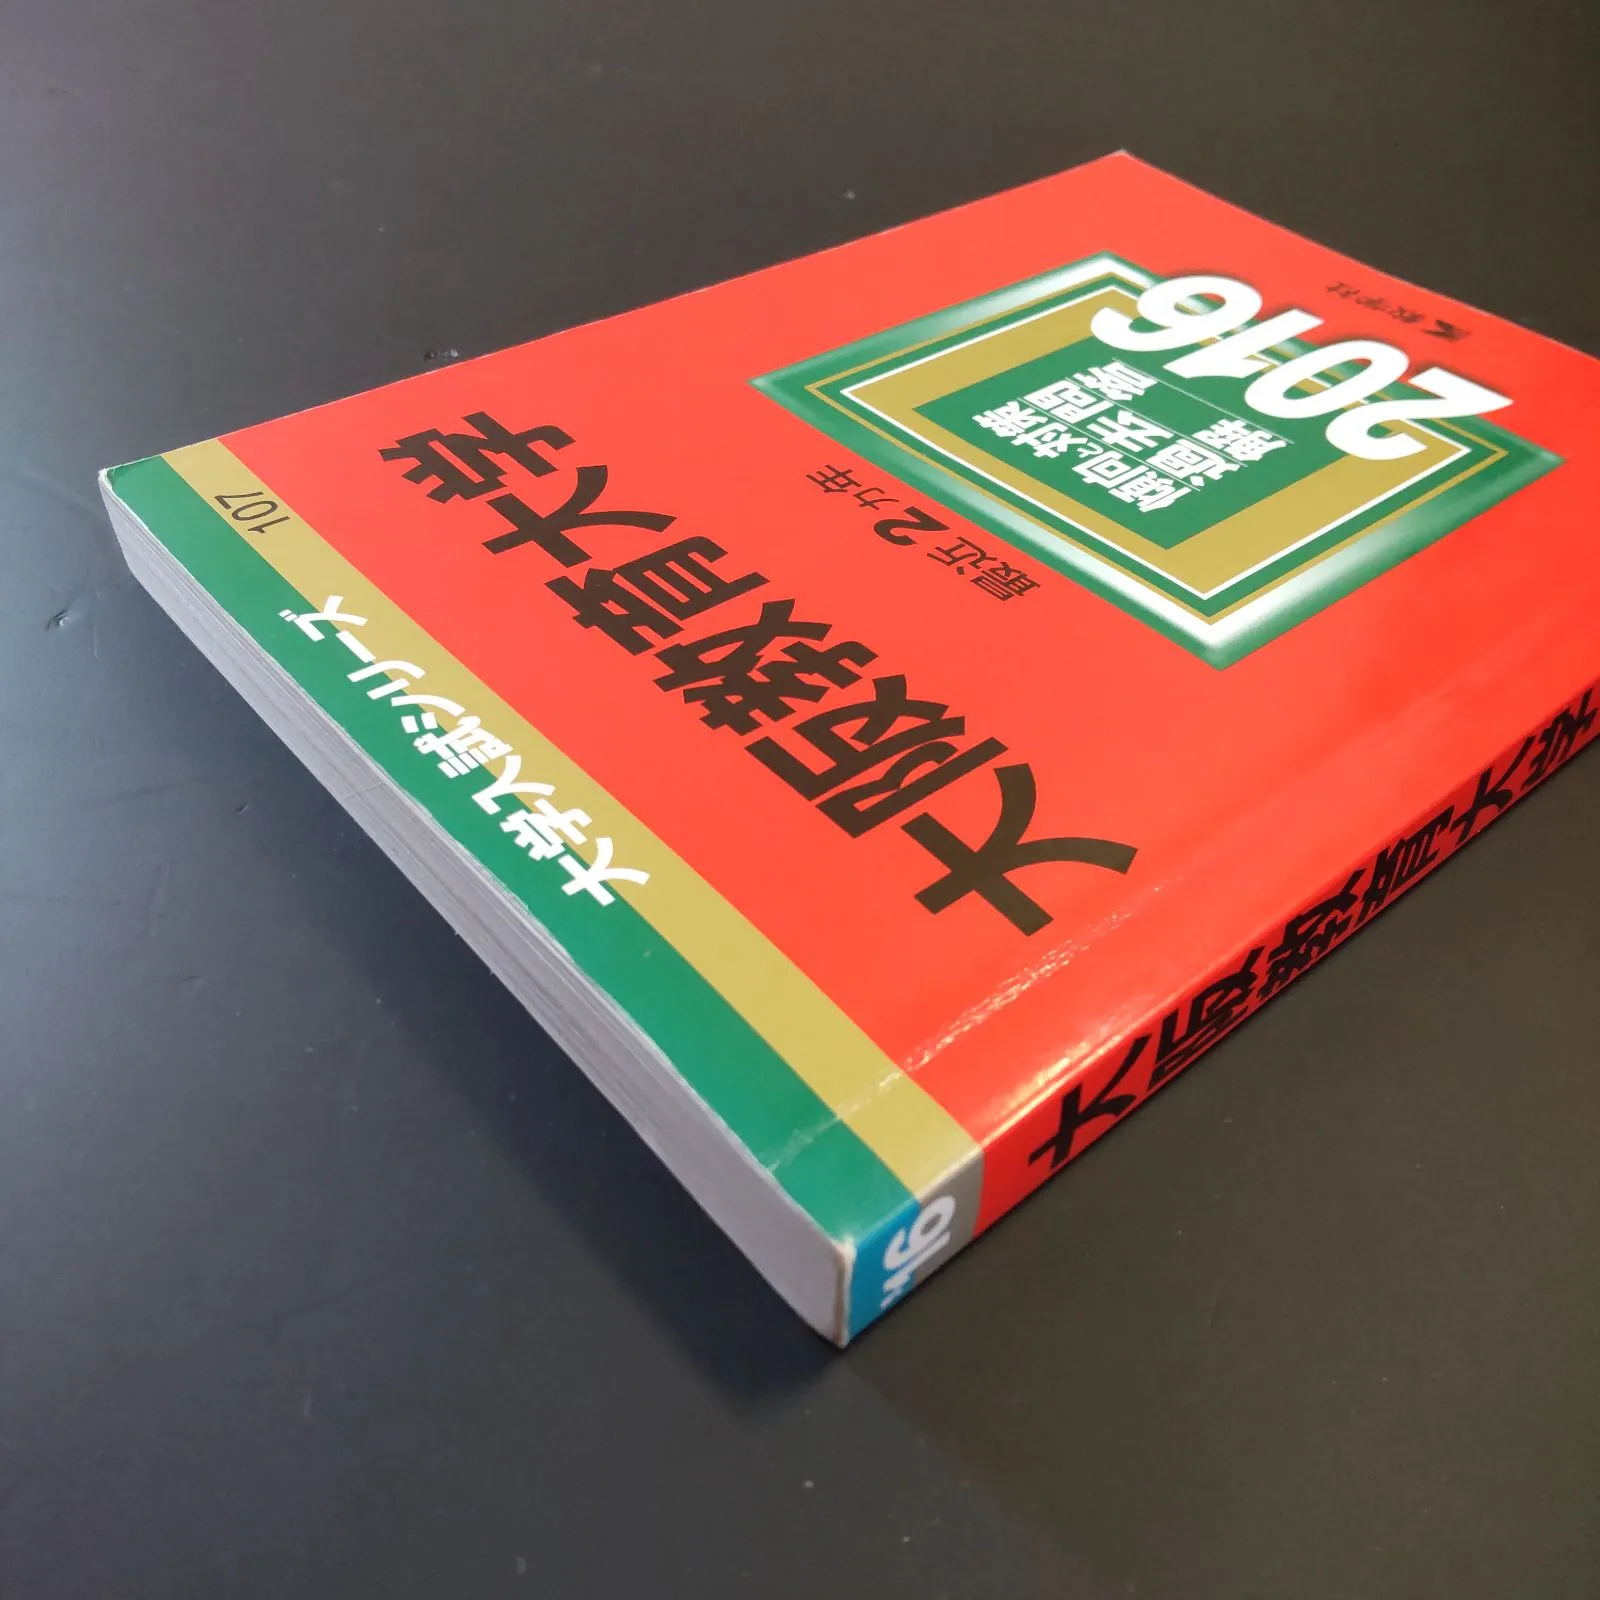 107
大学入試シリーズ
大阪教育大学
最近2カ年
傾向と対策
過去問
解答
2016
教学社
'16
大阪教育大学